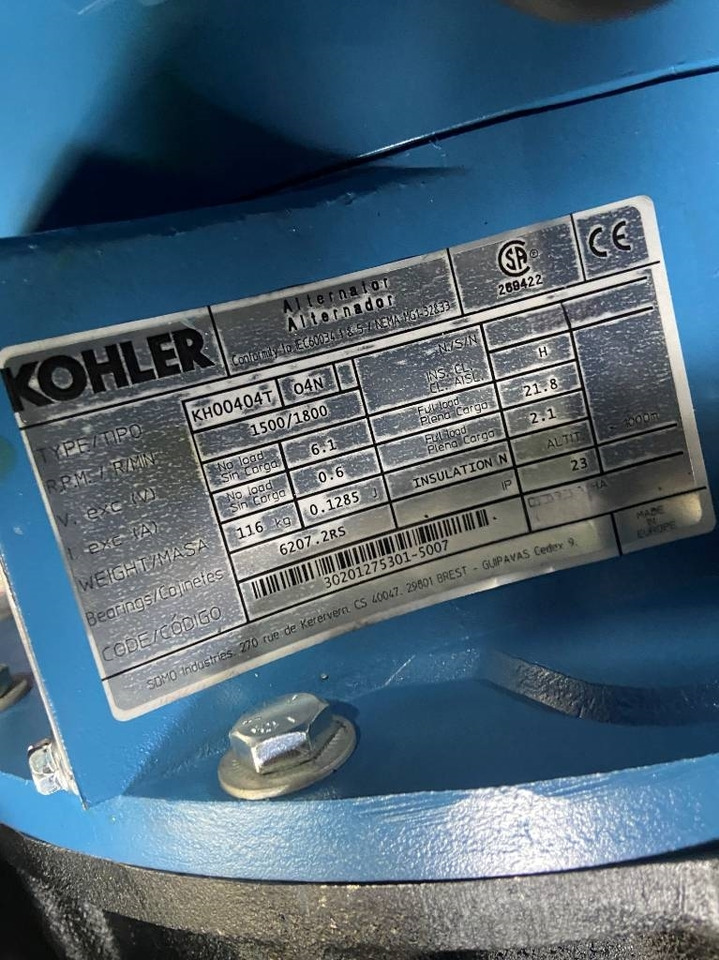 KOHLER
Alternator
Alternador
Conformity to IEC60034.1 & 5 / NEMA MG1-32&33
SA®
269422
CE
TYPE/TIPO KH00404T 04N N./S/N
R.P.M. / R/MN 1500/1800 INS. CL. H
V. exc (V) No load Sin Carga 6.1 Full load Plena Carga 21.8
I. exc (A) No load Sin Carga 0.6 Full load Plena Carga 2.1
WEIGHT/MASA 116 kg 0.1285 J INSULATION N ALTIT 1000m
Bearings/Cojinetes 6207.2RS IP 23
CODE/CÓDIGO 30201275301-5007
MADE IN EUROPE
SDMO Industries. 270 rue de Kerervern. CS 40047. 29801 BREST - GUIPAVAS Cedex 9.